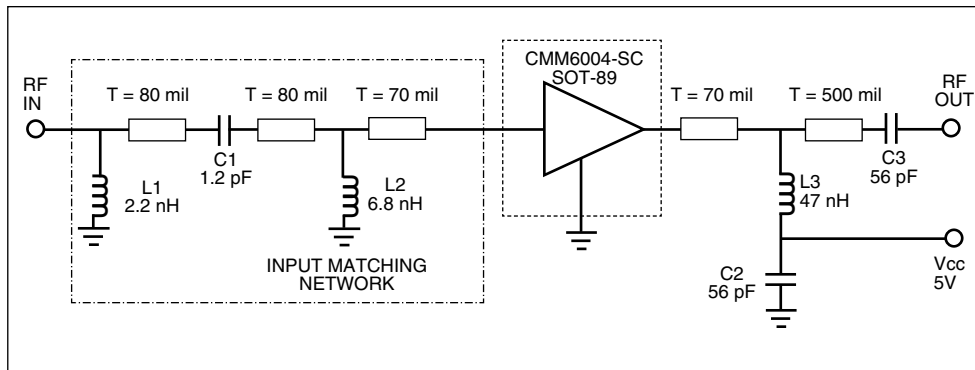 CMM6004-SC
SOT-89
RF
IN
T = 80 mil
T = 80 mil
T = 70 mil
T = 70 mil
T = 500 mil
RF
OUT
C1
1.2 pF
C3
56 pF
L1
2.2 nH
L2
6.8 nH
L3
47 nH
INPUT MATCHING
NETWORK
C2
56 pF
Vcc
5V